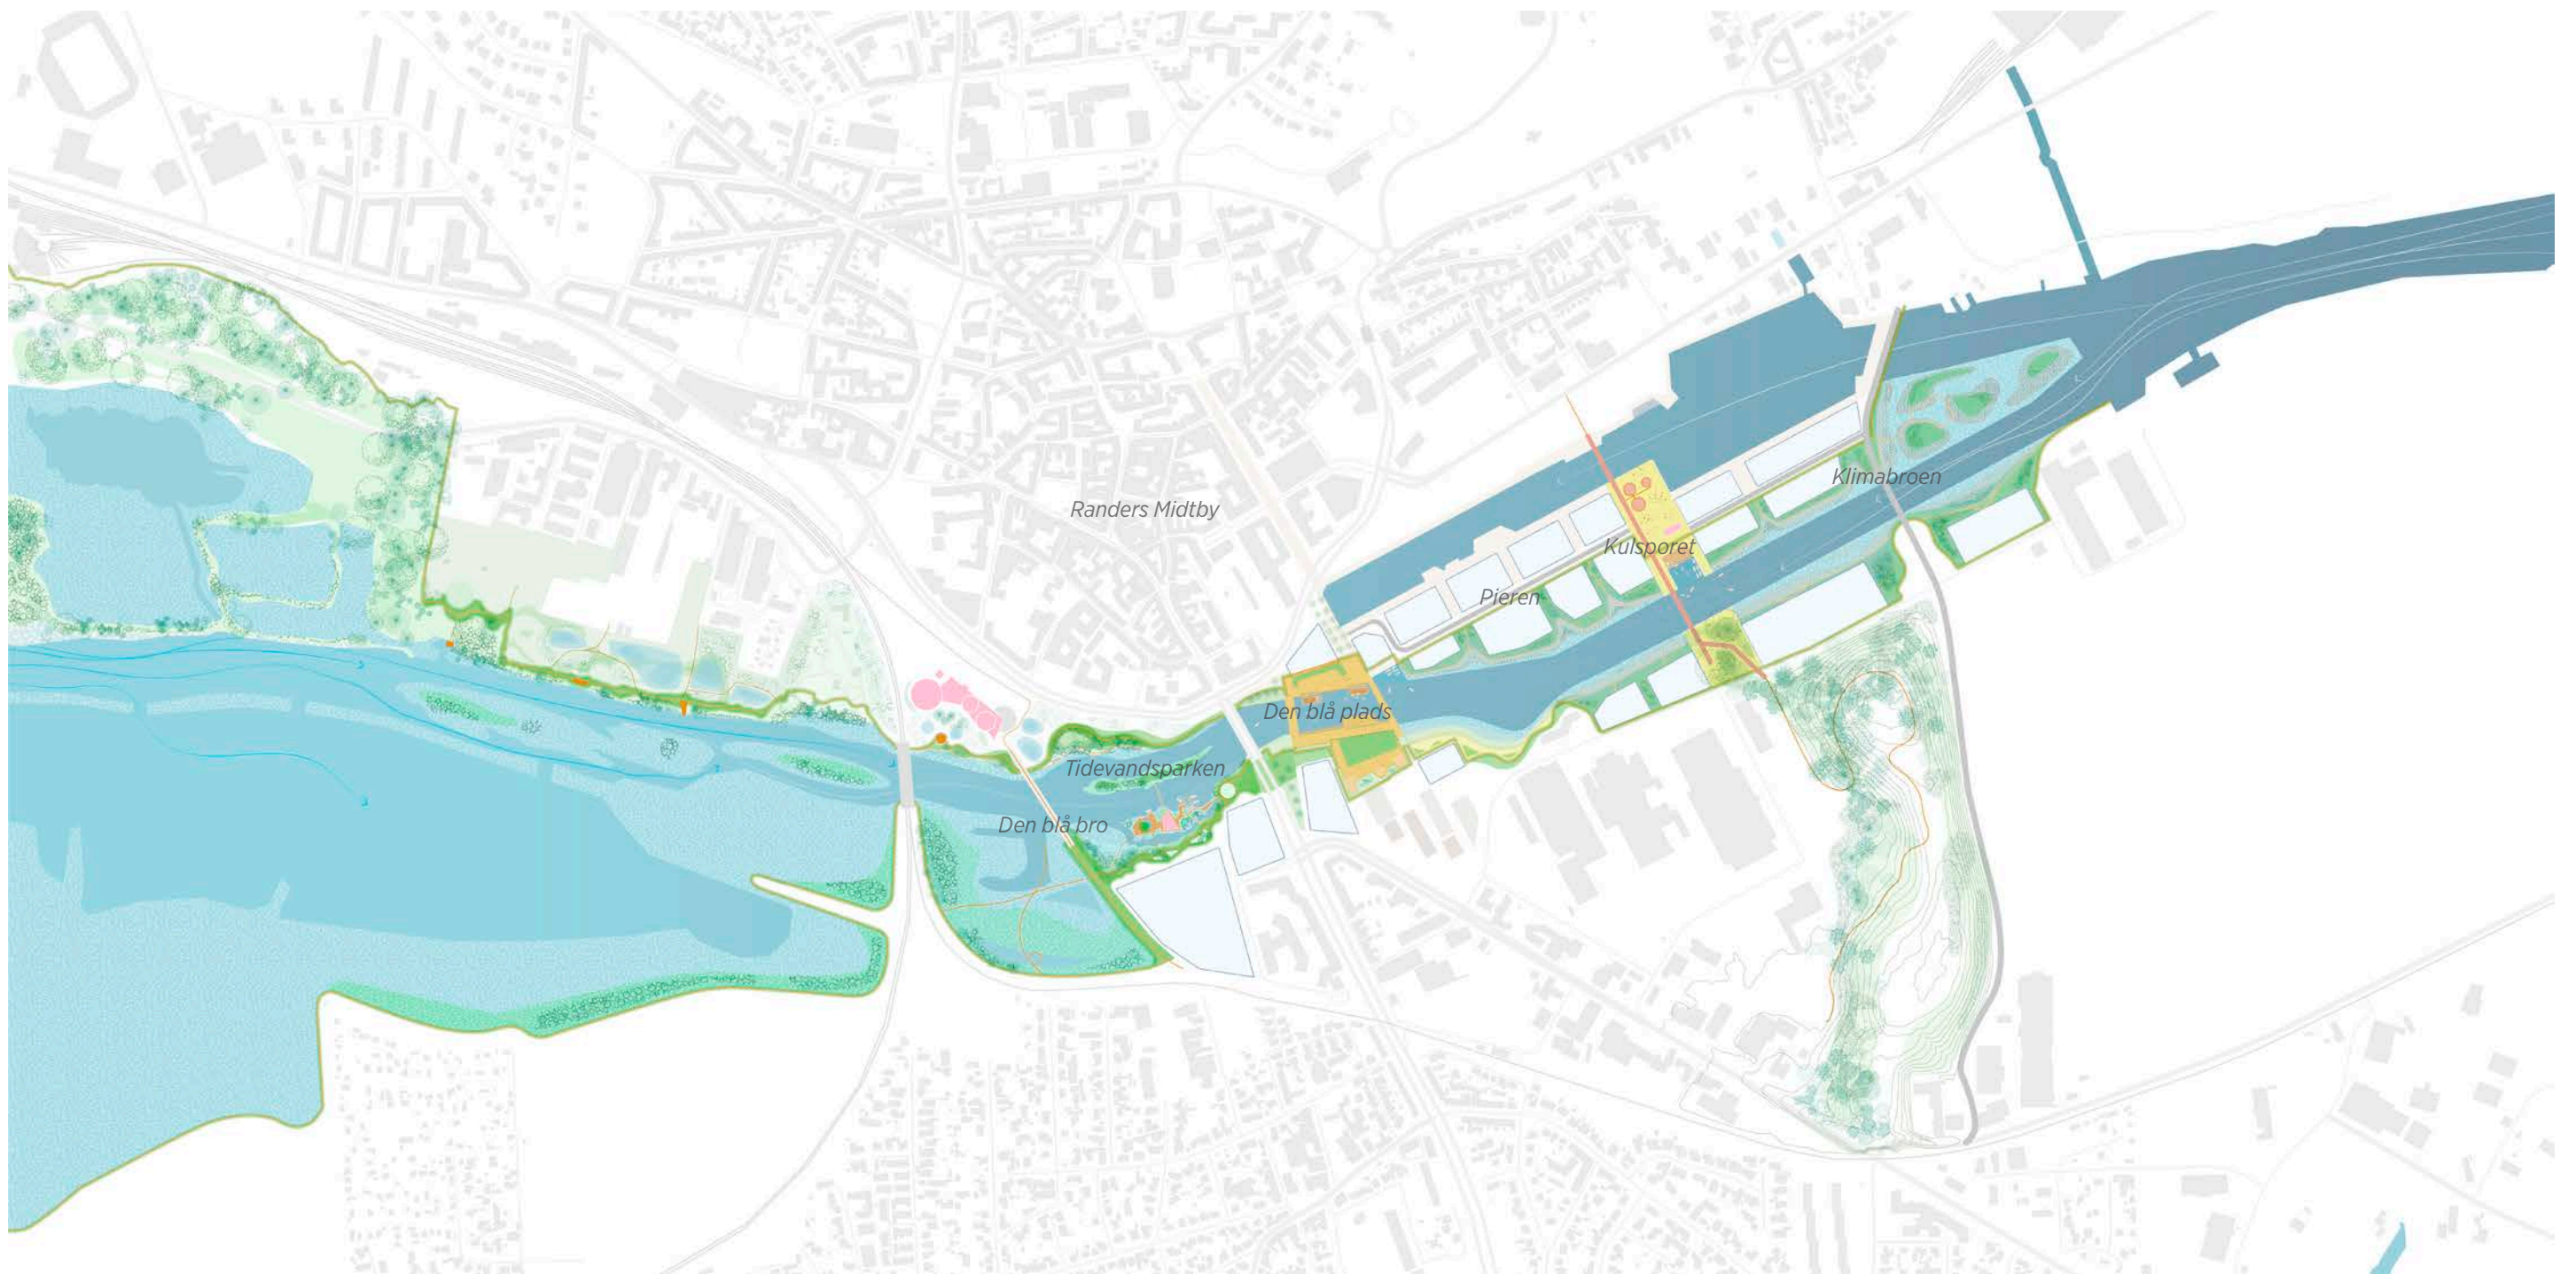 Klimabroen
Randers Midtby
Kulsporet
Pieren
Den blå plads
Tidevandsparken
Den blå bro